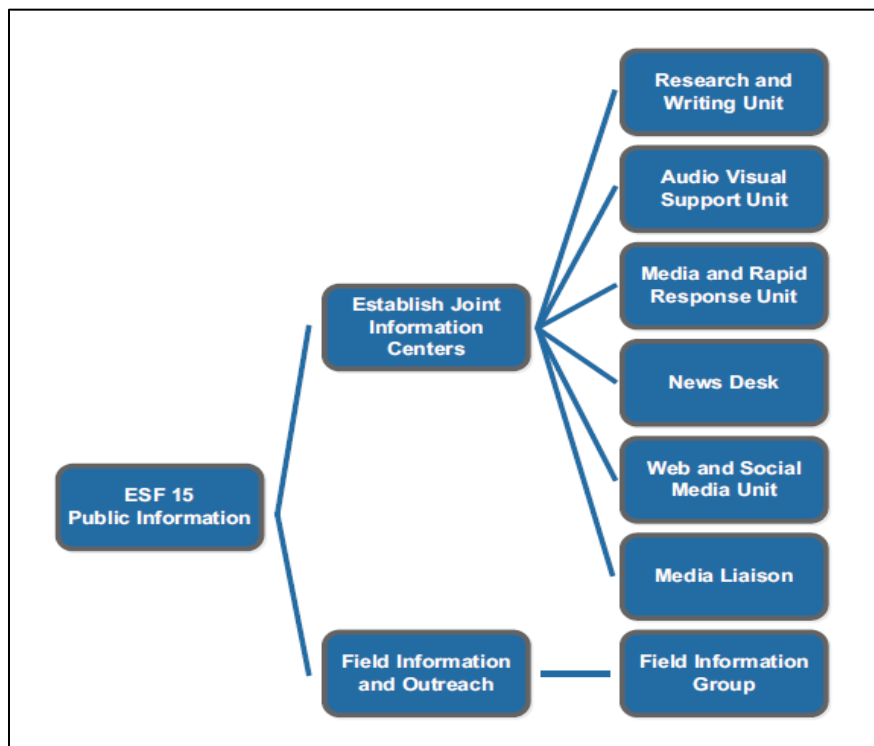 ESF 15
Public Information
Establish Joint
Information
Centers
Research and
Writing Unit
Audio Visual
Support Unit
Media and Rapid
Response Unit
News Desk
Web and Social
Media Unit
Media Liaison
Field Information
and Outreach
Field Information
Group